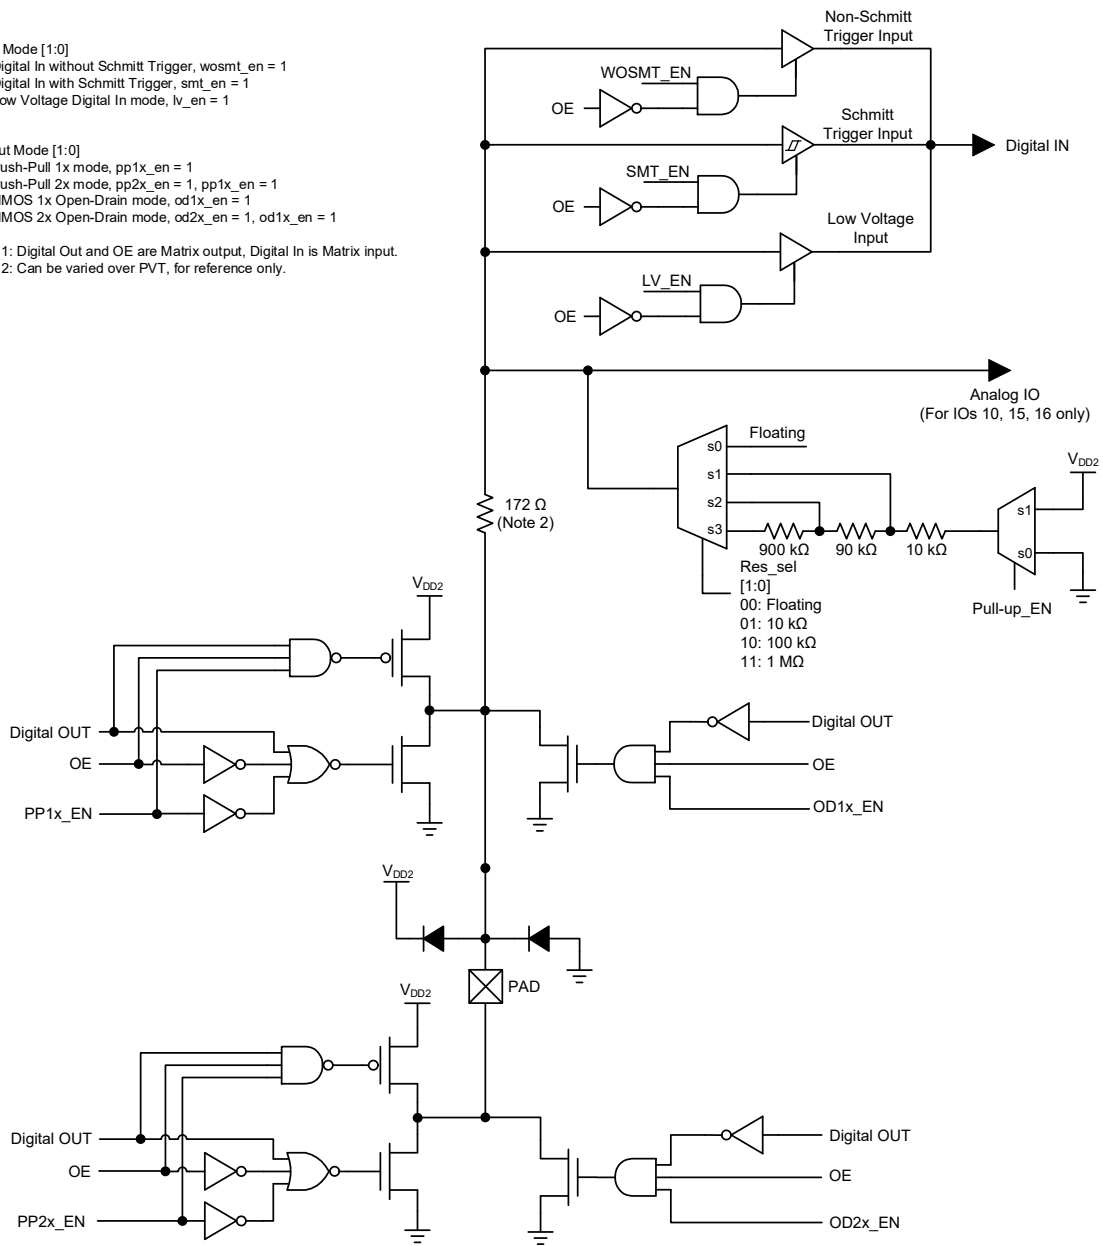 Mode [1:0]
igital In without Schmitt Trigger, wosmt_en = 1
igital In with Schmitt Trigger, smt_en = 1
ow Voltage Digital In mode, lv_en = 1
ut Mode [1:0]
ush-Pull 1x mode, pp1x_en = 1
ush-Pull 2x mode, pp2x_en = 1, pp1x_en = 1
NMOS 1x Open-Drain mode, od1x_en = 1
NMOS 2x Open-Drain mode, od2x_en = 1, od1x_en = 1
1: Digital Out and OE are Matrix output, Digital In is Matrix input.
2: Can be varied over PVT, for reference only.
Non-Schmitt
Trigger Input
WOSMT_EN
OE
Schmitt
Trigger Input
Digital IN
SMT_EN
OE
Low Voltage
Input
LV_EN
OE
Analog IO
(For IOs 10, 15, 16 only)
s0
Floating
s1
s2
s3
172 Ω
(Note 2)
900 kΩ
90 kΩ
10 kΩ
VDD2
s1
s0
Pull-up_EN
Res_sel
[1:0]
00: Floating
01: 10 kΩ
10: 100 kΩ
11: 1 MΩ
VDD2
Digital OUT
OE
PP1x_EN
Digital OUT
OE
OD1x_EN
VDD2
PAD
VDD2
Digital OUT
OE
PP2x_EN
Digital OUT
OE
OD2x_EN